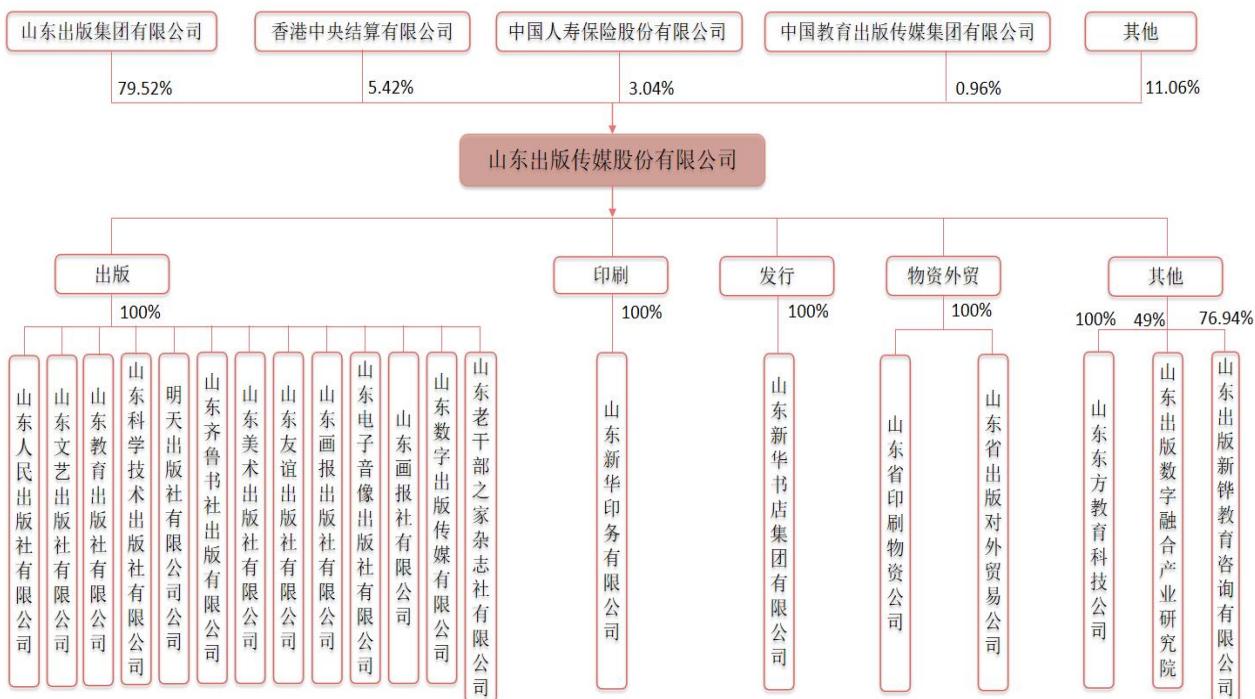 山东出版集团有限公司
香港中央结算有限公司
中国人寿保险股份有限公司
中国教育出版传媒集团有限公司
其他
79.52%
5.42%
3.04%
0.96%
11.06%
山东出版传媒股份有限公司
出版
印刷
发行
物资外贸
其他
100%
100%
100%
100%
100%
49%
76.94%
山东人民出版社有限公司
山东文艺出版社有限公司
山东教育出版社有限公司
山东科学技术出版社有限公司
明天出版社有限公司公司
山东齐鲁书社出版有限公司
山东美术出版社有限公司
山东友谊出版社有限公司
山东画报出版社有限公司
山东电子音像出版社有限公司
山东画报社有限公司
山东数字出版传媒有限公司
山东老干部之家杂志社有限公司
山东新华印务有限公司
山东新华书店集团有限公司
山东省印刷物资公司
山东省出版对外贸易公司
山东东方教育科技公司
山东出版数字融合产业研究院
山东出版新铧教育咨询有限公司